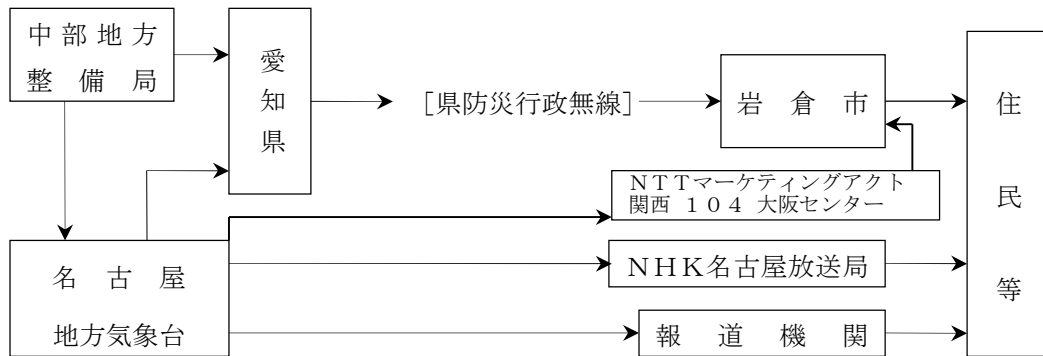 中部地方
整備局
愛知県
［県防災行政無線］
岩倉市
住民等
ＮＴＴマーケティングアクト
関西 １０４ 大阪センター
名古屋
地方気象台
ＮＨＫ名古屋放送局
報道機関